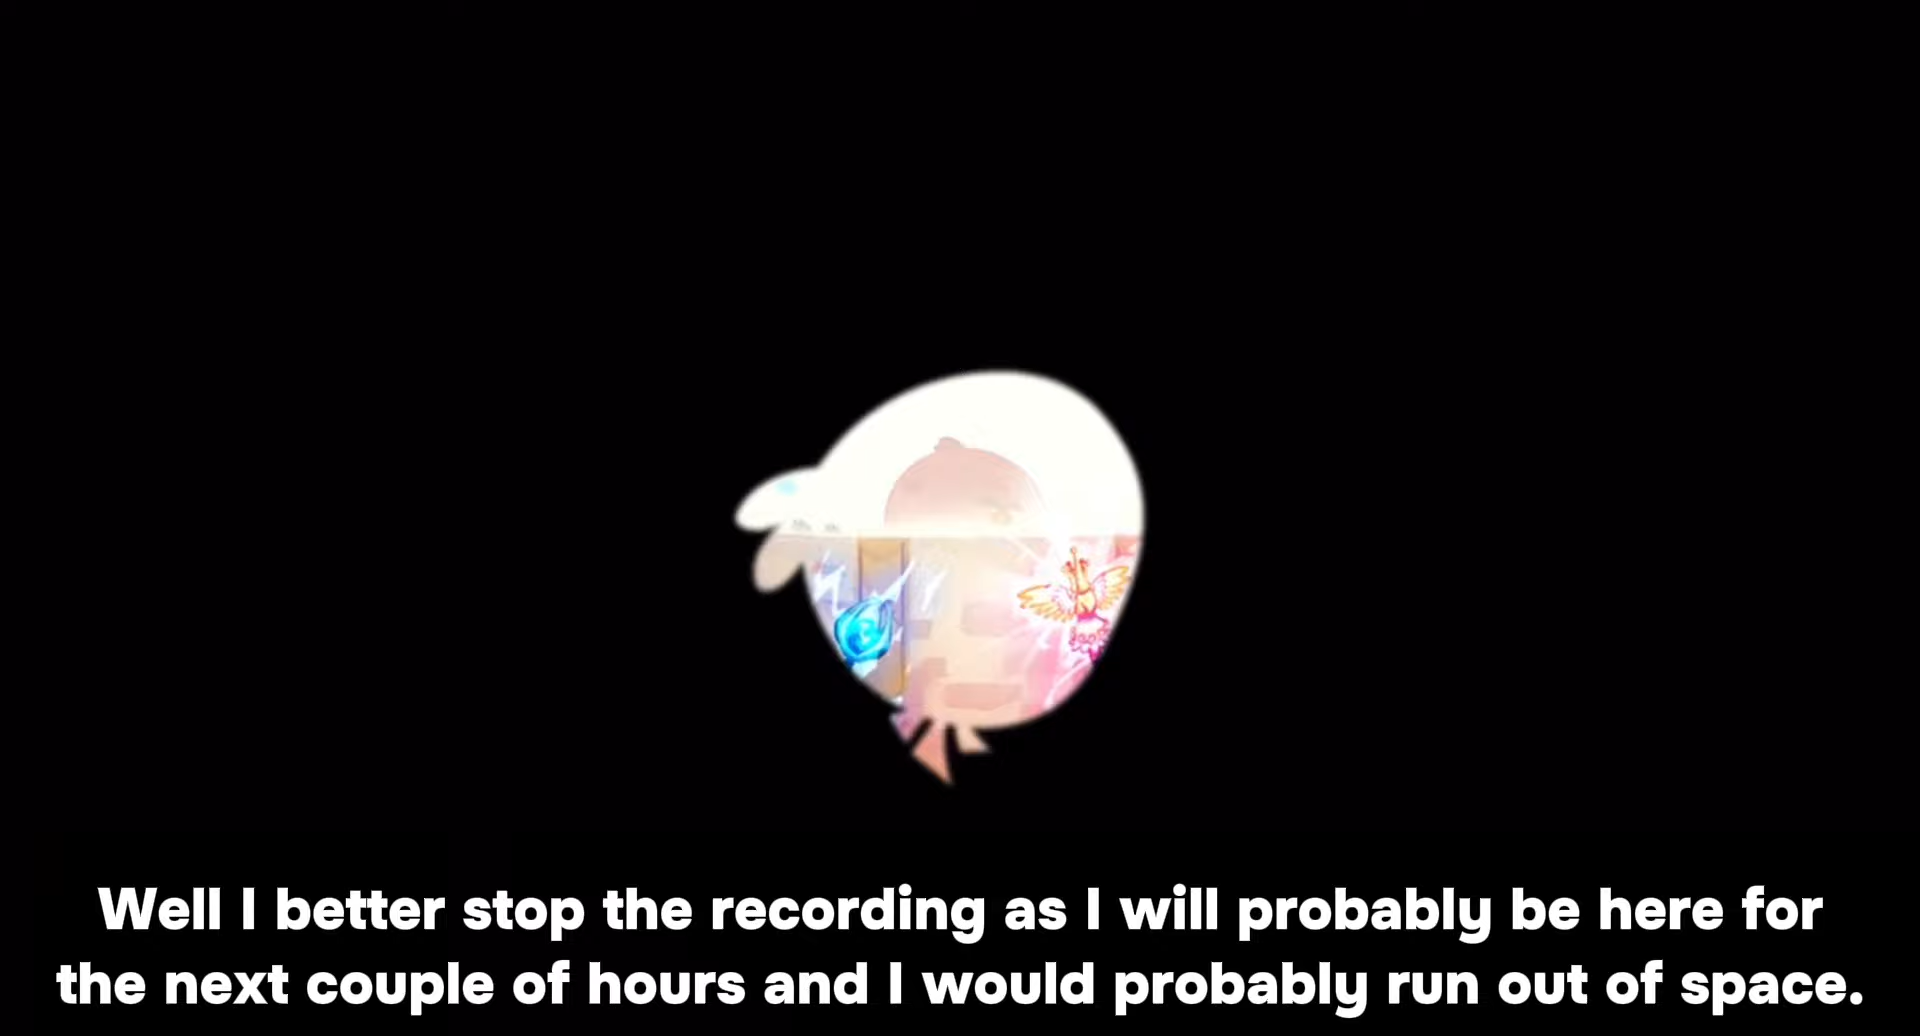 Well I better stop the recording as I will probably be here for
the next couple of hours and I would probably run out of space.